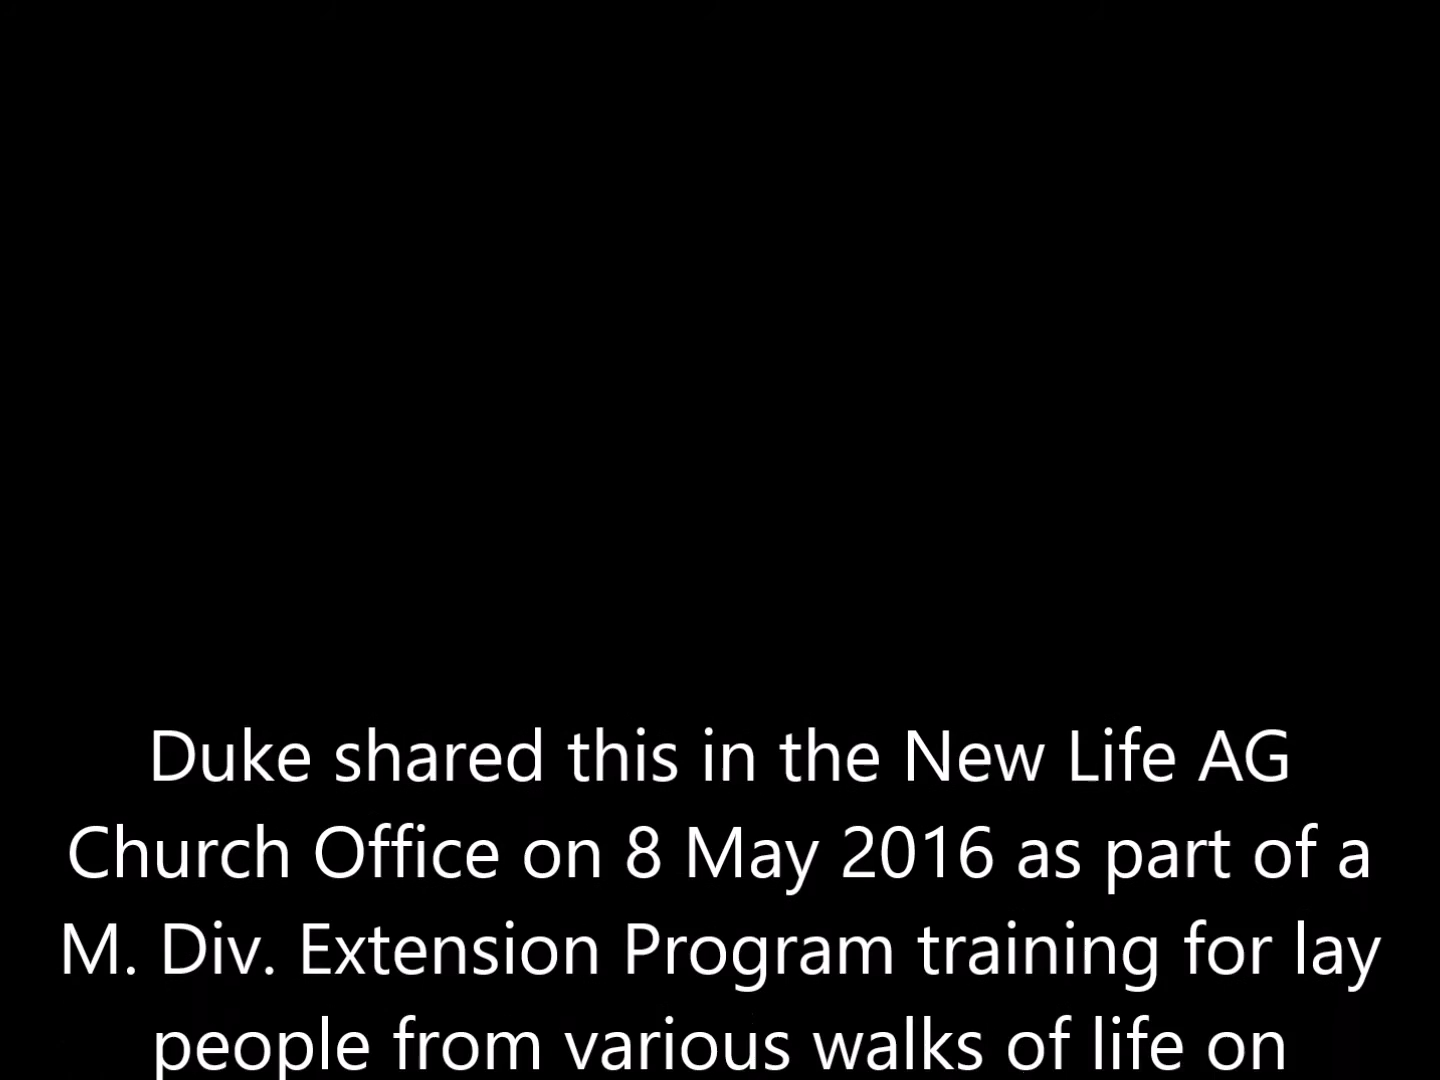 Duke shared this in the New Life AG
Church Office on 8 May 2016 as part of a
M. Div. Extension Program training for lay
people from various walks of life on